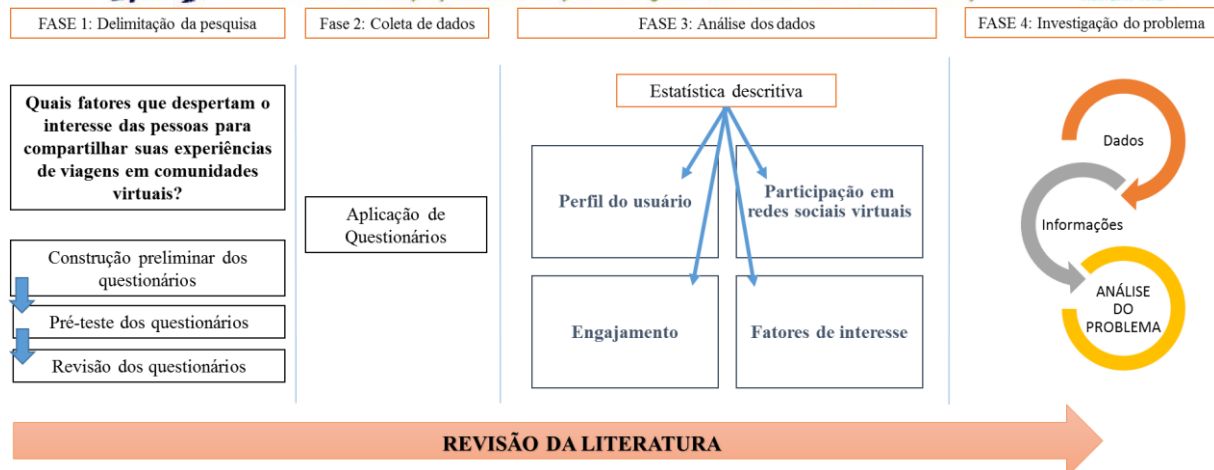 FASE 1: Delimitação da pesquisa
Fase 2: Coleta de dados
FASE 3: Análise dos dados
FASE 4: Investigação do problema
Quais fatores que despertam o
interesse das pessoas para
compartilhar suas experiências
de viagens em comunidades
virtuais?
Construção preliminar dos
questionários
Pré-teste dos questionários
Revisão dos questionários
Aplicação de
Questionários
Estatística descritiva
Perfil do usuário
Participação em
redes sociais virtuais
Engajamento
Fatores de interesse
Dados
Informações
ANÁLISE
DO
PROBLEMA
REVISÃO DA LITERATURA